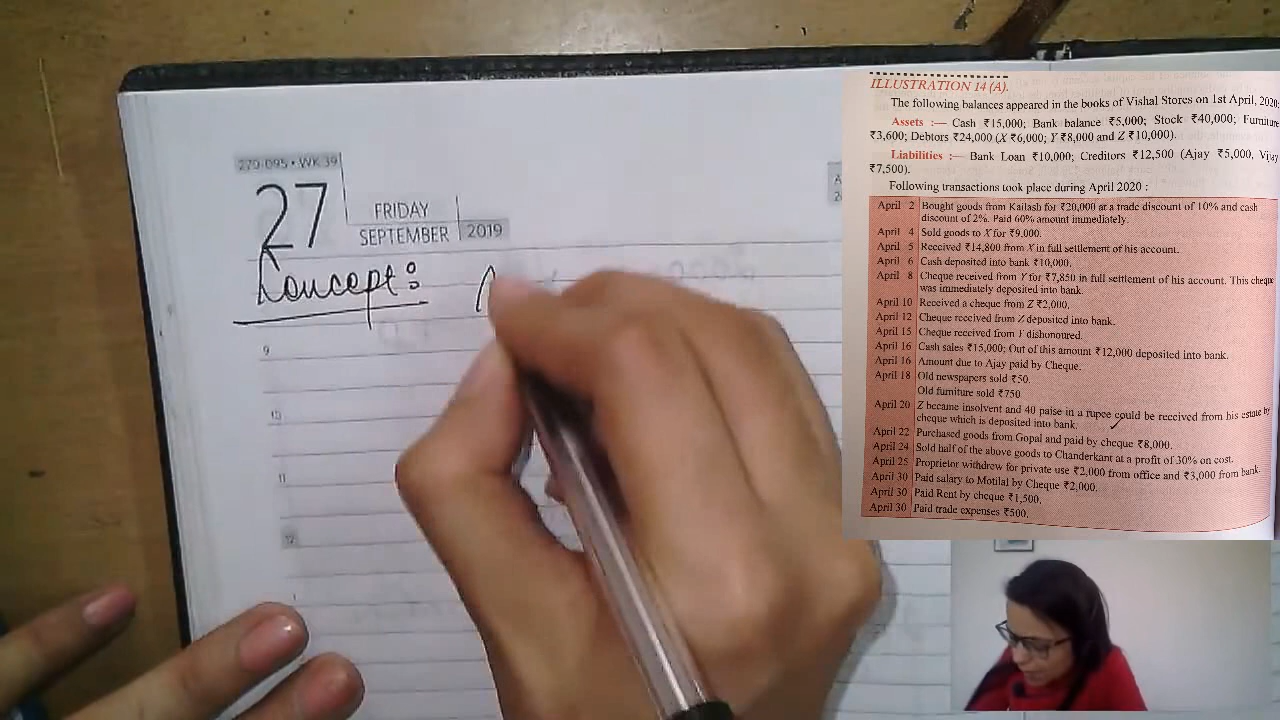 279-095 • WK 39
27
FRIDAY
SEPTEMBER
2019
Concept:
9
10
11
12
1
ILLUSTRATION 14 (A).
The following balances appeared in the books of Vishal Stores on 1st April, 2020
Assets :— Cash ₹15,000; Bank balance ₹5,000; Stock ₹40,000; Furniture
₹3,600; Debtors ₹24,000 (X ₹6,000; Y ₹8,000 and Z ₹10,000).
Liabilities :— Bank Loan ₹10,000; Creditors ₹12,500 (Ajay ₹5,000,
₹7,500).
Following transactions took place during April 2020 :
April 2 Bought goods from Kailash for ₹20,000 at a trade discount of 10% and cash
discount of 2%. Paid 60% amount immediately.
April 4 Sold goods to X for ₹9,000.
April 5 Received ₹14,800 from X in full settlement of his account.
April 6 Cash deposited into bank ₹10,000,
April 8 Cheque received from Y for ₹7,850 in full settlement of his account. This cheque
was immediately deposited into bank.
April 10 Received a cheque from Z ₹2,000,
April 12 Cheque received from Z deposited into bank.
April 15 Cheque received from Y dishonoured.
April 16 Cash sales ₹15,000; Out of this amount ₹12,000 deposited into bank.
April 16 Amount due to Ajay paid by Cheque.
April 18 Old newspapers sold ₹50.
Old furniture sold ₹750
April 20 Z became insolvent and 40 paise in a rupee could be received from his estate by
cheque which is deposited into bank.
April 22 Purchased goods from Gopal and paid by cheque ₹8,000.
April 24 Sold half of the above goods to Chanderkant at a profit of 30% on cost.
April 25 Proprietor withdrew for private use ₹2,000 from office and ₹3,000 from bank.
April 30 Paid salary to Motilal by Cheque ₹2,000.
April 30 Paid Rent by cheque ₹1,500,
April 30 Paid trade expenses ₹500.